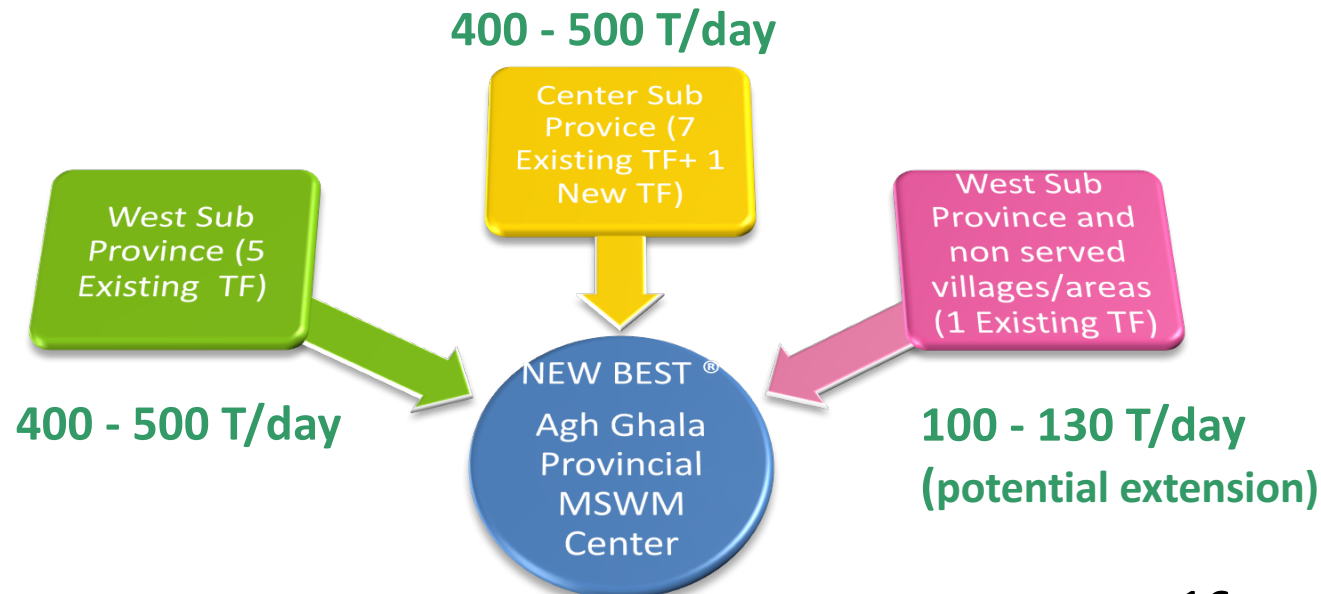 400 - 500 T/day
Center Sub
Provice (7
Existing TF+ 1
New TF)
West Sub
Province (5
Existing TF)
West Sub
Province and
non served
villages/areas
(1 Existing TF)
400 - 500 T/day
NEW BEST ®
Agh Ghala
Provincial
MSWM
Center
100 - 130 T/day
(potential extension)